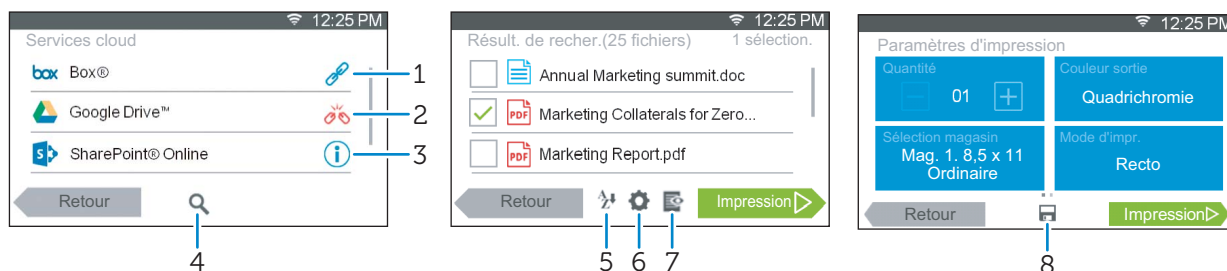 12:25 PM
Services cloud
box Box®
Google Drive™
S SharePoint® Online
Retour
1
2
3
4
12:25 PM
Résult. de recher.(25 fichiers) 1 sélection.
Annual Marketing summit.doc
PDF Marketing Collaterals for Zero...
PDF Marketing Report.pdf
Retour
Impression
5 6 7
12:25 PM
Paramètres d'impression
Quantité
01
Couleur sortie
Quadrichromie
Sélection magasin
Mag. 1. 8,5 x 11
Ordinaire
Mode d'impr.
Recto
Retour
Impression
8